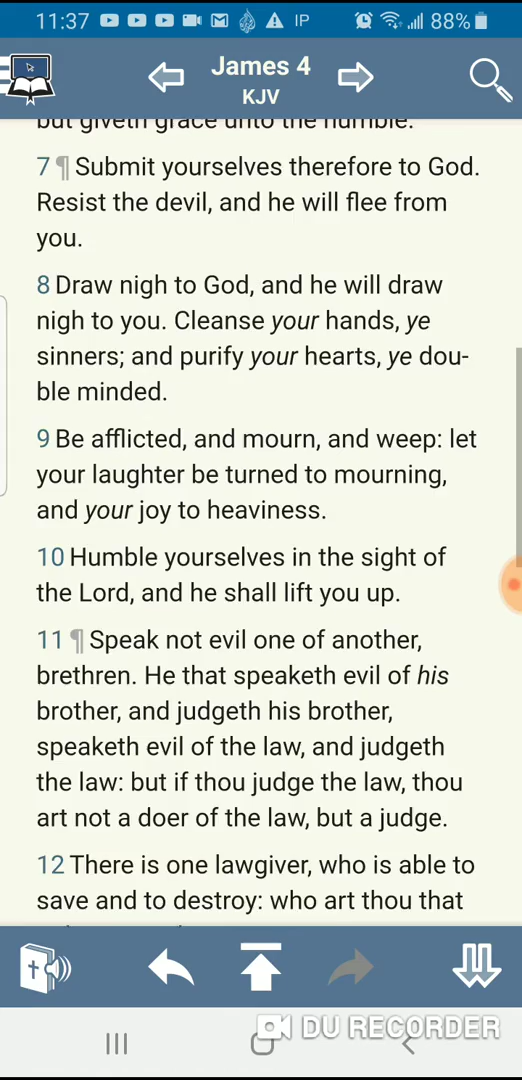 11:37 IP 88%
James 4
KJV
but giveth grace unto the humble.
7 ¶ Submit yourselves therefore to God.
Resist the devil, and he will flee from
you.
8 Draw nigh to God, and he will draw
nigh to you. Cleanse your hands, ye
sinners; and purify your hearts, ye dou-
ble minded.
9 Be afflicted, and mourn, and weep: let
your laughter be turned to mourning,
and your joy to heaviness.
10 Humble yourselves in the sight of
the Lord, and he shall lift you up.
11 ¶ Speak not evil one of another,
brethren. He that speaketh evil of his
brother, and judgeth his brother,
speaketh evil of the law, and judgeth
the law: but if thou judge the law, thou
art not a doer of the law, but a judge.
12 There is one lawgiver, who is able to
save and to destroy: who art thou that
DU RECORDER